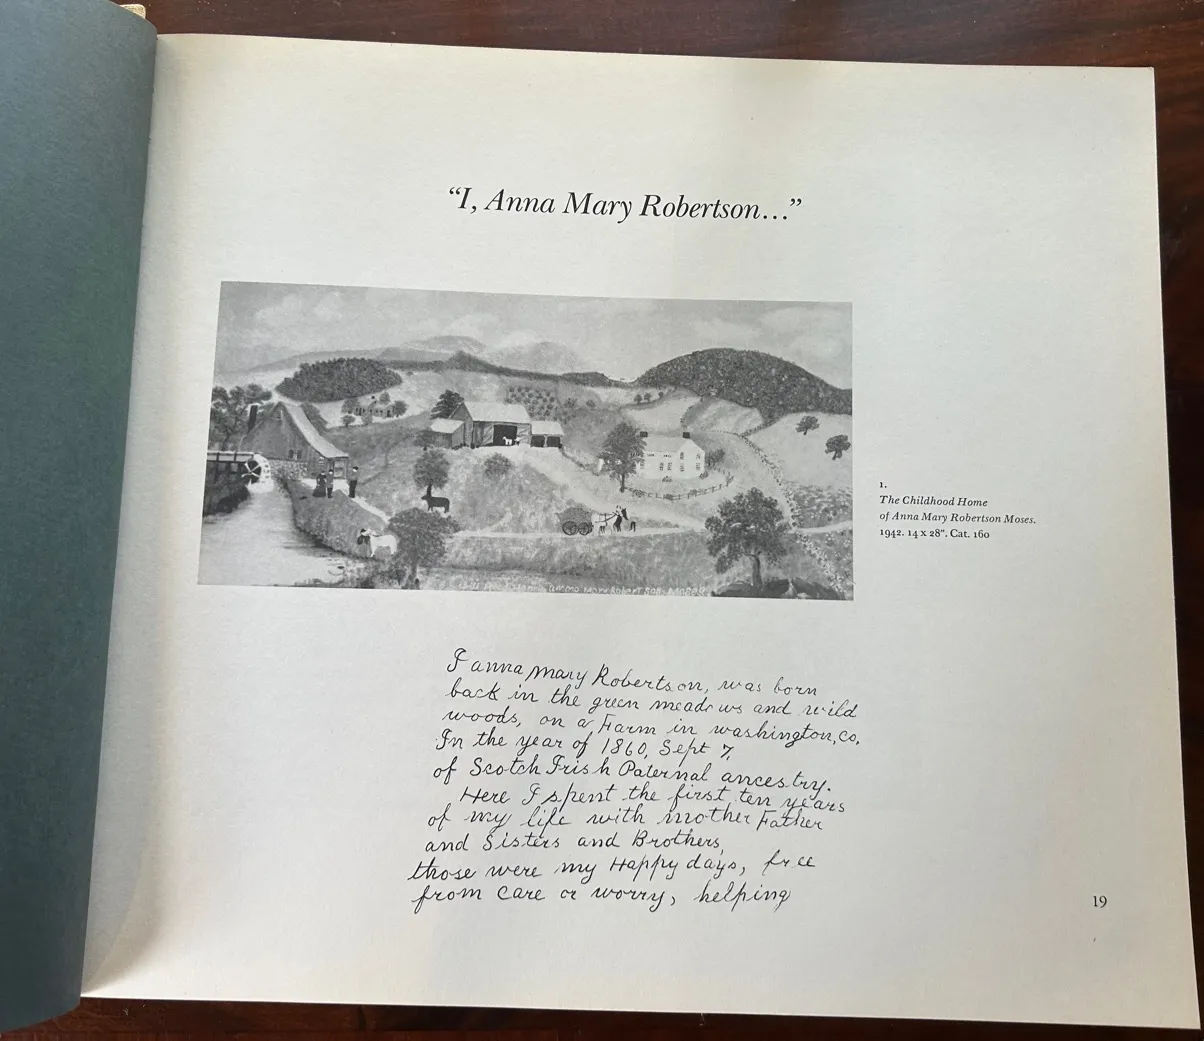 “I, Anna Mary Robertson...”
1.
The Childhood Home
of Anna Mary Robertson Moses.
1942. 14 x 28". Cat. 160
I anna mary Robertson, was born
back in the green meadows and wild
woods, on a Farm in washington, co,
In the year of 1860, Sept 7,
of Scotch Irish Paternal ancestry.
Here I spent the first ten years
of my life with mother Father
and Sisters and Brothers,
those were my Happy days, free
from care or worry, helping
19